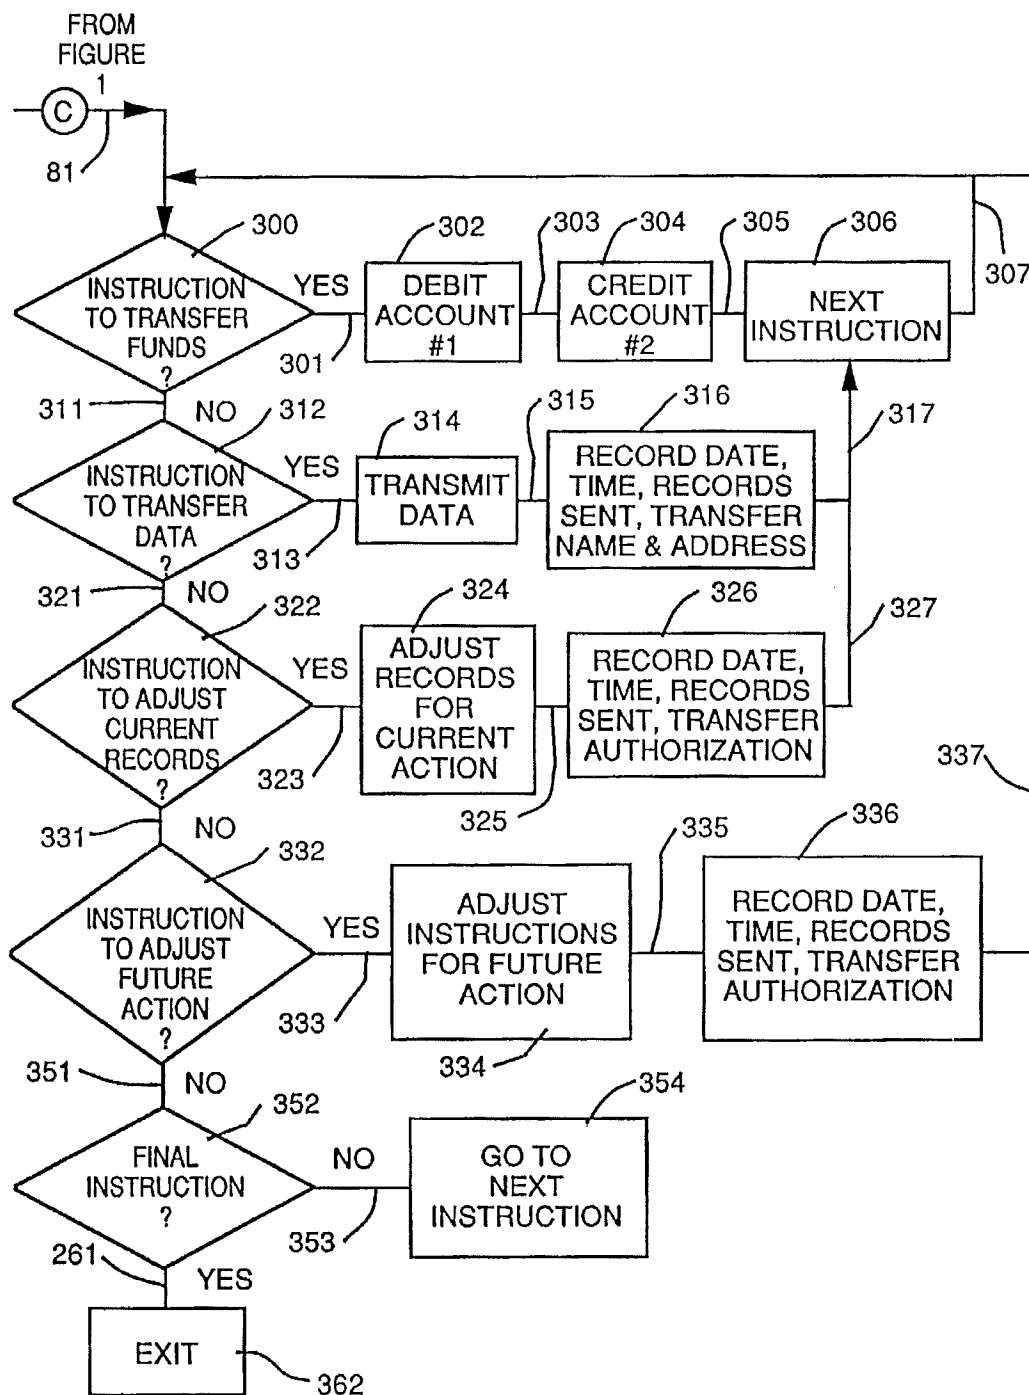 FROM
FIGURE
1
C
81
300
302
303
304
305
306
307
INSTRUCTION
TO TRANSFER
FUNDS
?
YES
301
DEBIT
ACCOUNT
#1
CREDIT
ACCOUNT
#2
NEXT
INSTRUCTION
311
NO
312
314
315
316
317
INSTRUCTION
TO TRANSFER
DATA
?
YES
313
TRANSMIT
DATA
RECORD DATE,
TIME, RECORDS
SENT, TRANSFER
NAME & ADDRESS
321
NO
322
324
326
327
INSTRUCTION
TO ADJUST
CURRENT
RECORDS
?
YES
323
ADJUST
RECORDS
FOR
CURRENT
ACTION
325
RECORD DATE,
TIME, RECORDS
SENT, TRANSFER
AUTHORIZATION
337
331
NO
332
335
336
INSTRUCTION
TO ADJUST
FUTURE
ACTION
?
YES
333
ADJUST
INSTRUCTIONS
FOR FUTURE
ACTION
334
RECORD DATE,
TIME, RECORDS
SENT, TRANSFER
AUTHORIZATION
351
NO
352
354
FINAL
INSTRUCTION
?
NO
353
GO TO
NEXT
INSTRUCTION
261
YES
EXIT
362